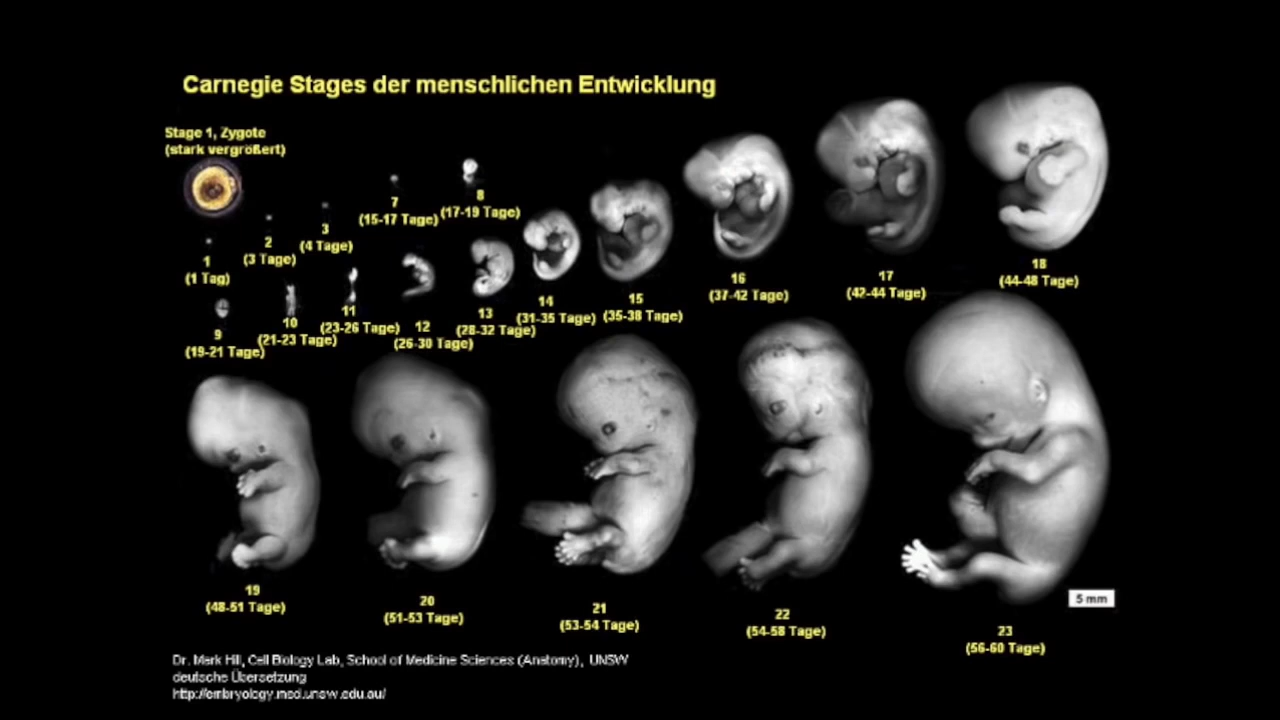 Carnegie Stages der menschlichen Entwicklung
Stage 1, Zygote
(stark vergrößert)
1
(1 Tag)
2
(3 Tage)
3
(4 Tage)
7
(15-17 Tage)
8
(17-19 Tage)
9
(19-21 Tage)
10
(21-23 Tage)
11
(23-26 Tage)
12
(26-30 Tage)
13
(28-32 Tage)
14
(31-35 Tage)
15
(35-38 Tage)
16
(37-42 Tage)
17
(42-44 Tage)
18
(44-48 Tage)
19
(48-51 Tage)
20
(51-53 Tage)
21
(53-54 Tage)
22
(54-58 Tage)
23
(56-60 Tage)
5 mm
Dr. Mark Hill, Cell Biology Lab, School of Medicine Sciences (Anatomy), UNSW
deutsche Übersetzung
http://embryology.med.unsw.edu.au/